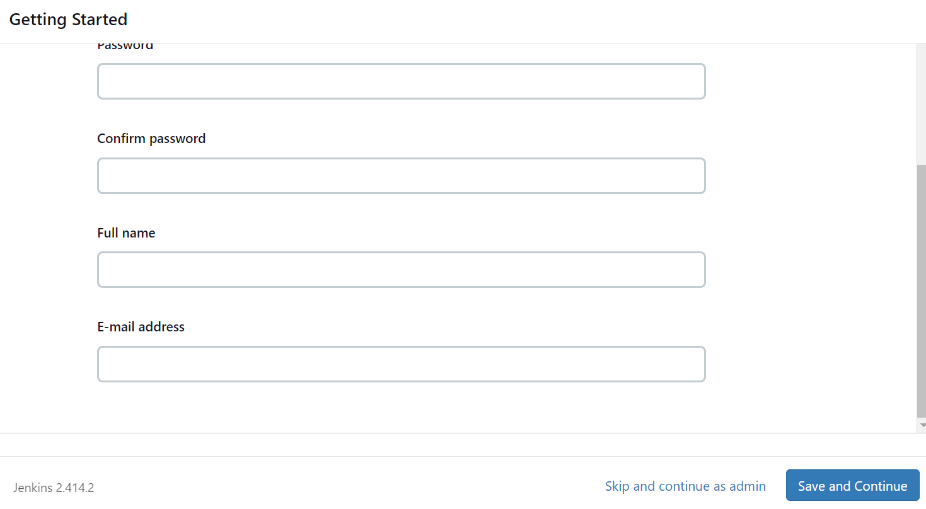 Getting Started
Password
Confirm password
Full name
E-mail address
Jenkins 2.414.2
Skip and continue as admin
Save and Continue